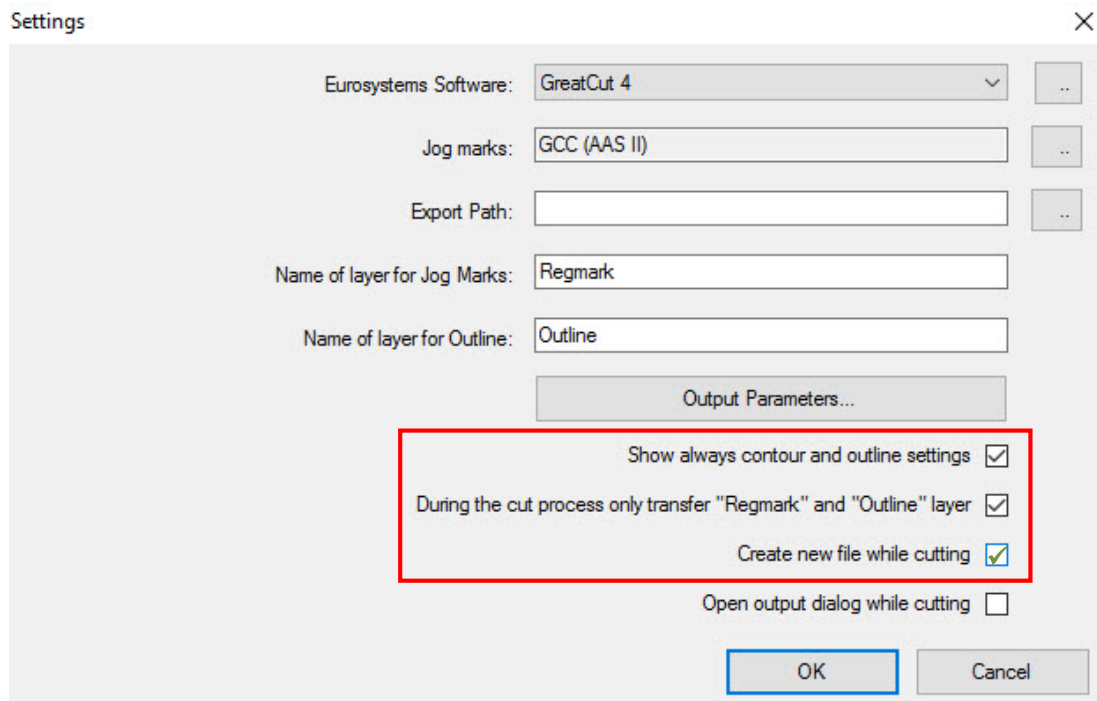 Settings
Eurosystems Software: GreatCut 4 ..
Jog marks: GCC (AAS II) ..
Export Path: ..
Name of layer for Jog Marks: Regmark
Name of layer for Outline: Outline
Output Parameters...
Show always contour and outline settings
During the cut process only transfer "Regmark" and "Outline" layer
Create new file while cutting
Open output dialog while cutting
OK Cancel